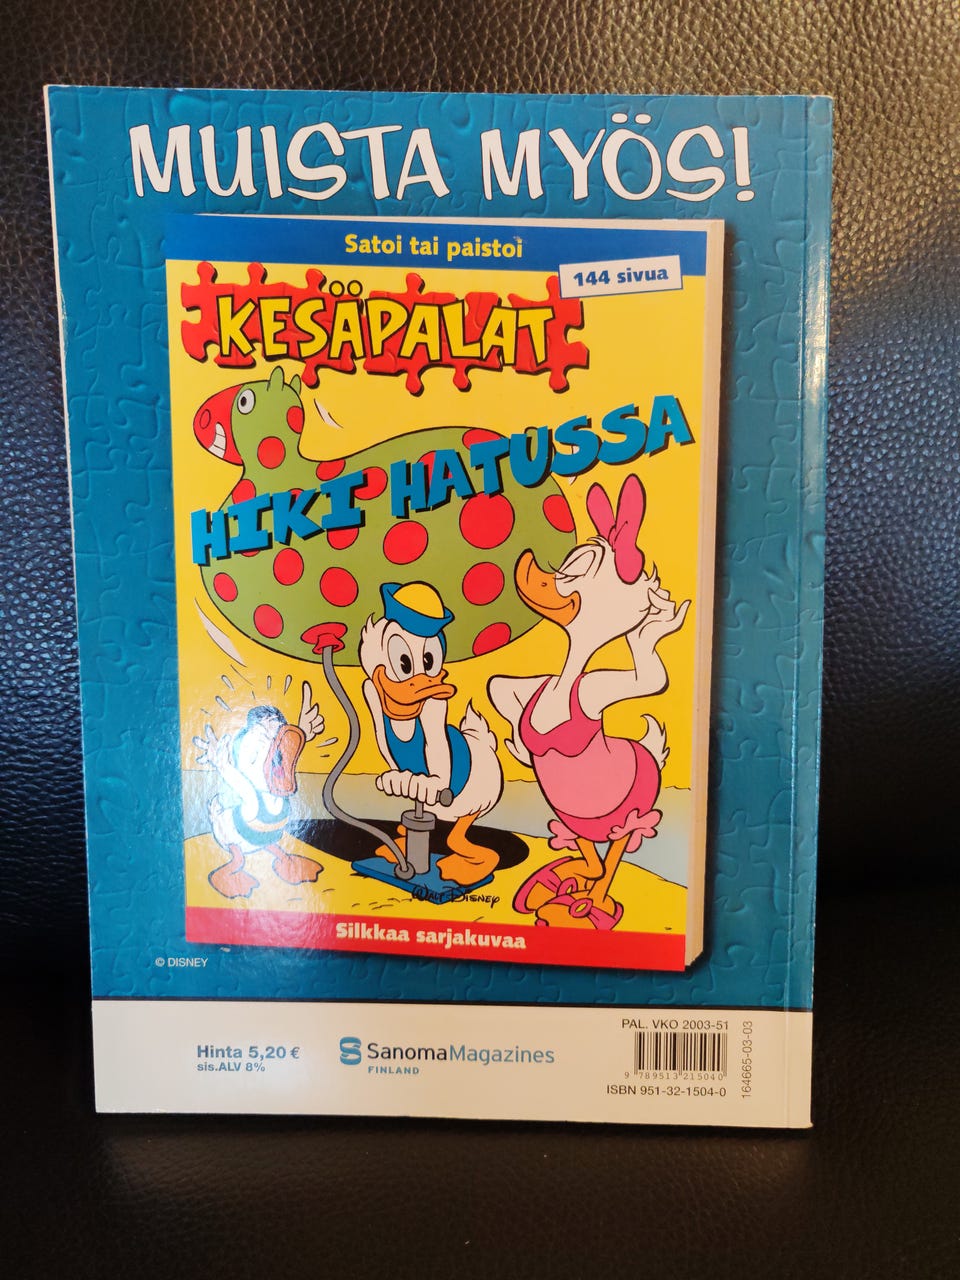 MUISTA MYÖS!
Satoi tai paistoi
144 sivua
KESÄPALAT
HIKI HATUSSA
WALT DISNEY
Silkkaa sarjakuvaa
© DISNEY
Hinta 5,20 €
sis.ALV 8%
SanomaMagazines
FINLAND
PAL. VKO 2003-51
9 789513 215040
ISBN 951-32-1504-0
164665-03-03